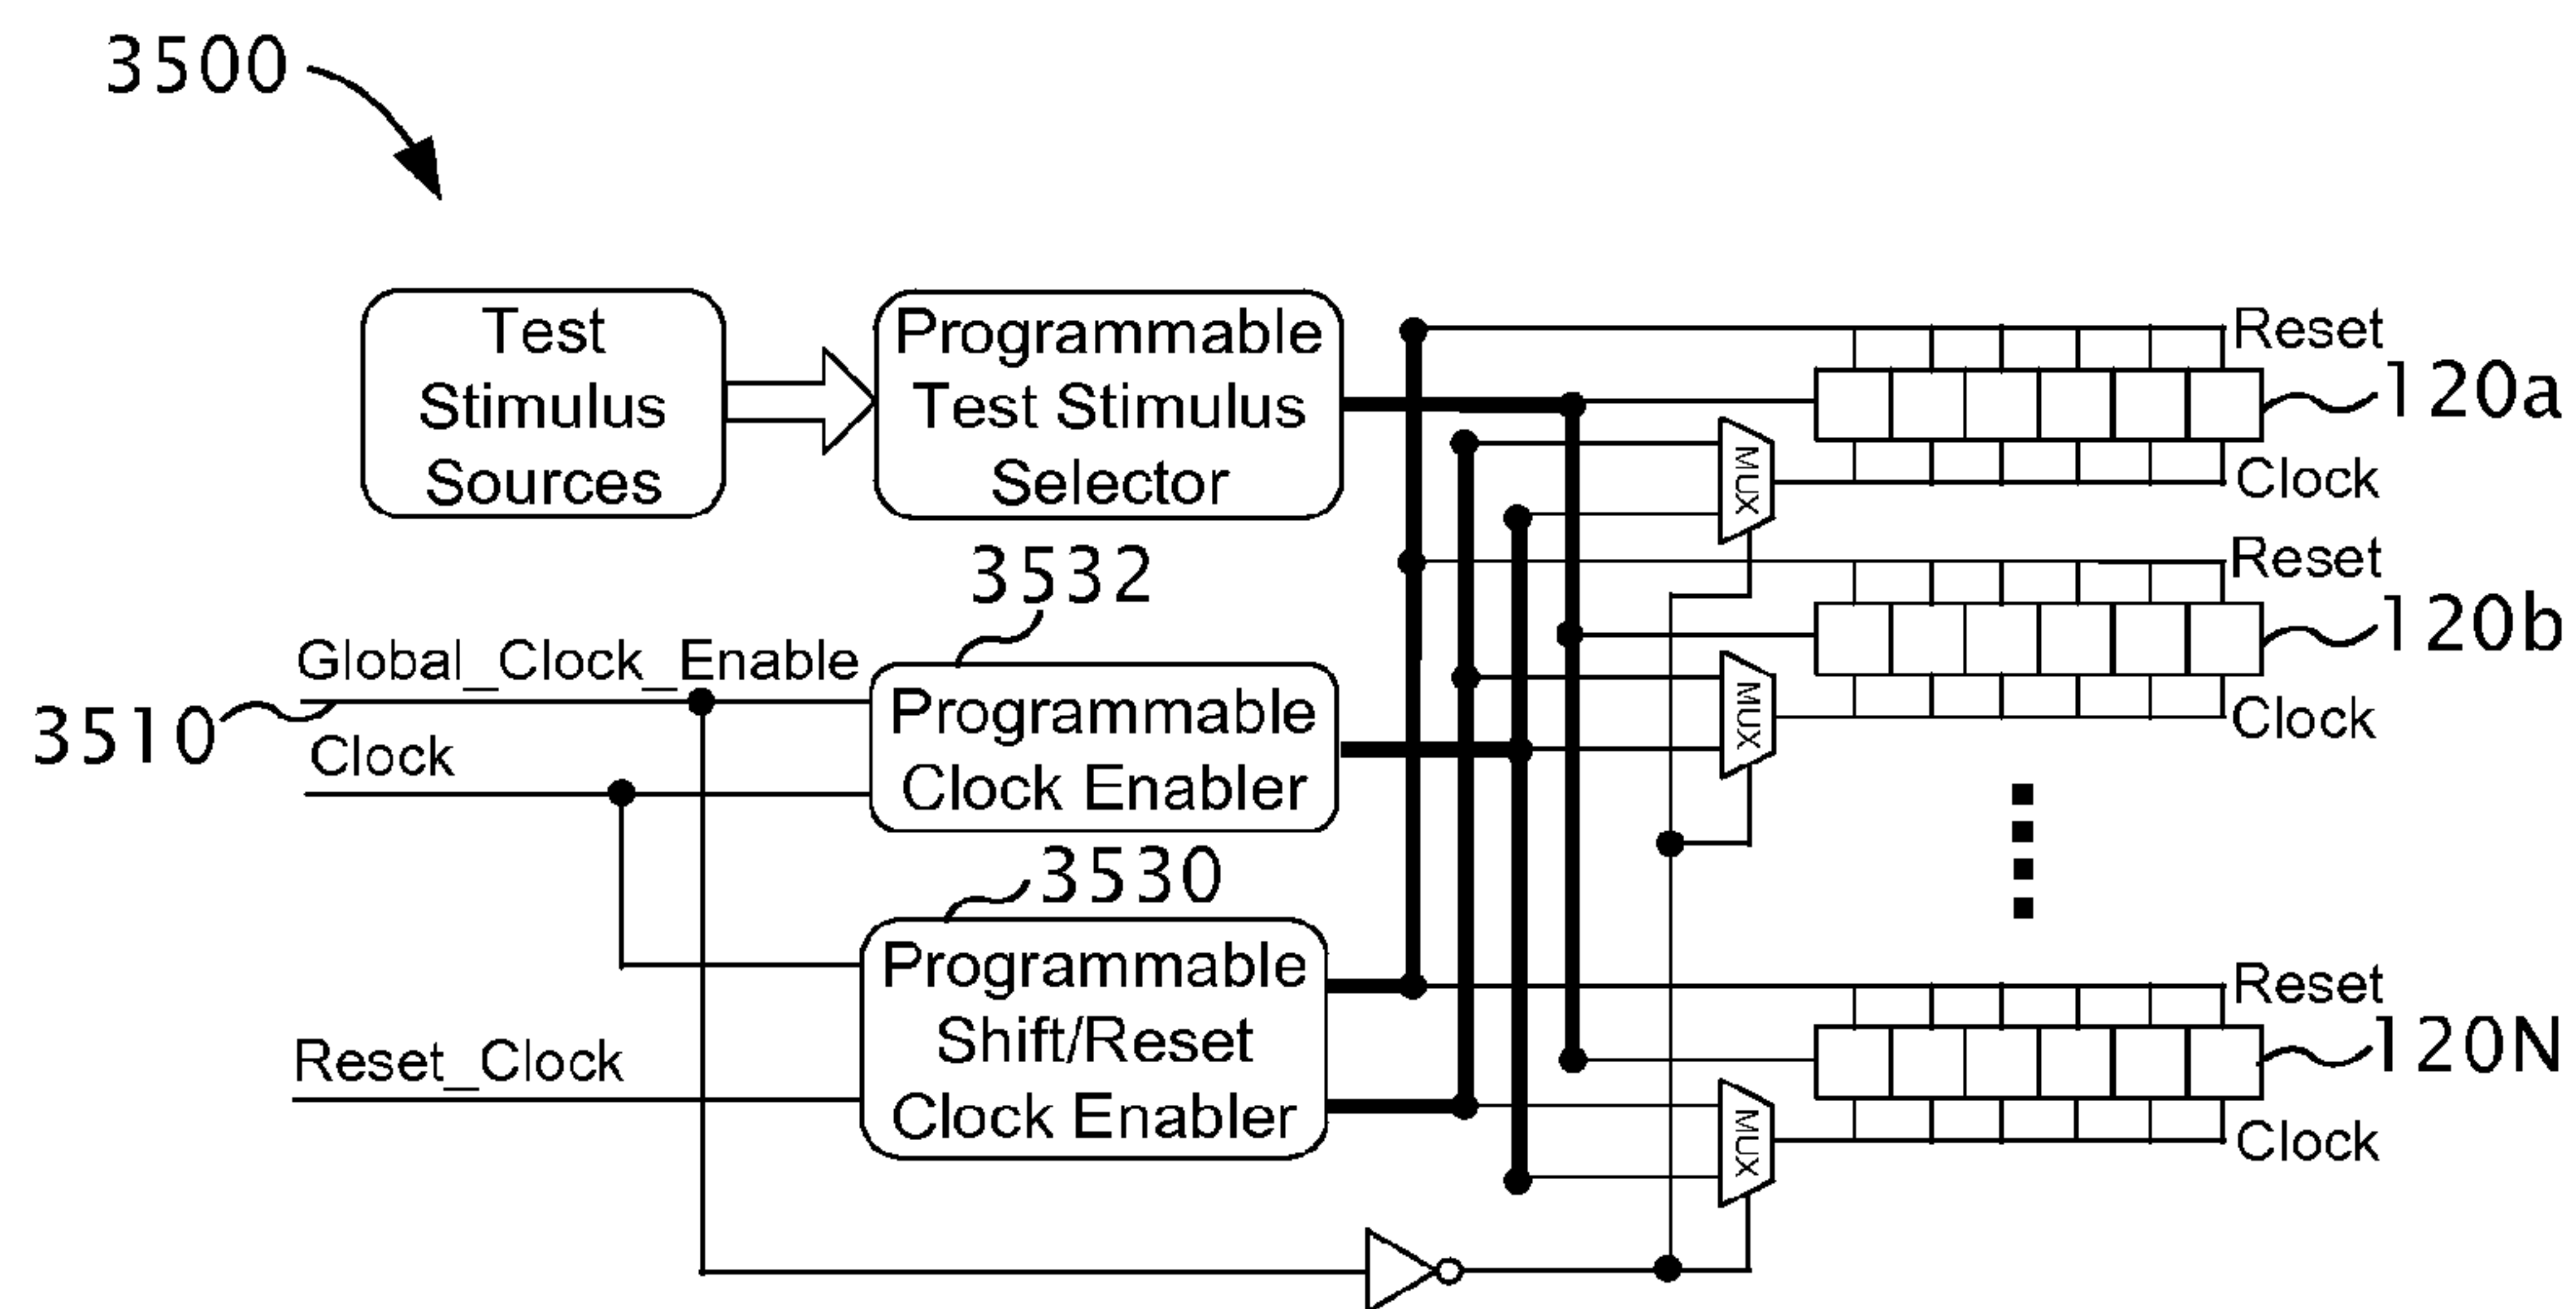 3500
Test
Stimulus
Sources
Programmable
Test Stimulus
Selector
Reset
120a
MUX
Clock
3532
Reset
120b
Global_Clock_Enable
3510
Clock
Programmable
Clock Enabler
MUX
Clock
3530
Programmable
Shift/Reset
Clock Enabler
Reset_Clock
Reset
120N
MUX
Clock